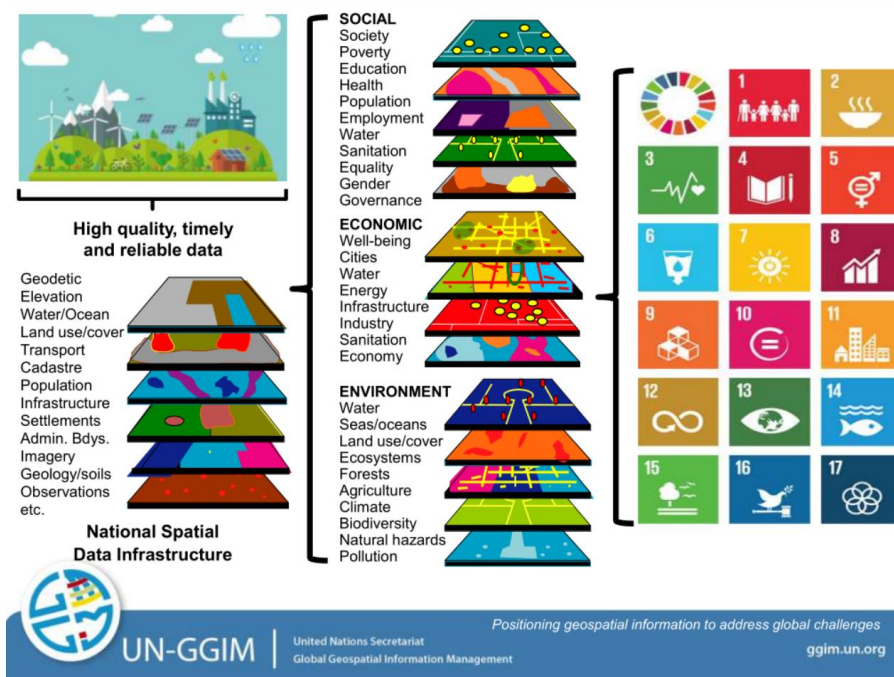 High quality, timely
and reliable data
Geodetic
Elevation
Water/Ocean
Land use/cover
Transport
Cadastre
Population
Infrastructure
Settlements
Admin. Bdys.
Imagery
Geology/soils
Observations
etc.
National Spatial
Data Infrastructure
SOCIAL
Society
Poverty
Education
Health
Population
Employment
Water
Sanitation
Equality
Gender
Governance
ECONOMIC
Well-being
Cities
Water
Energy
Infrastructure
Industry
Sanitation
Economy
ENVIRONMENT
Water
Seas/oceans
Land use/cover
Ecosystems
Forests
Agriculture
Climate
Biodiversity
Natural hazards
Pollution
1
2
3
4
5
6
7
8
9
10
11
12
13
14
15
16
17
UN-GGIM
United Nations Secretariat
Global Geospatial Information Management
Positioning geospatial information to address global challenges
ggim.un.org